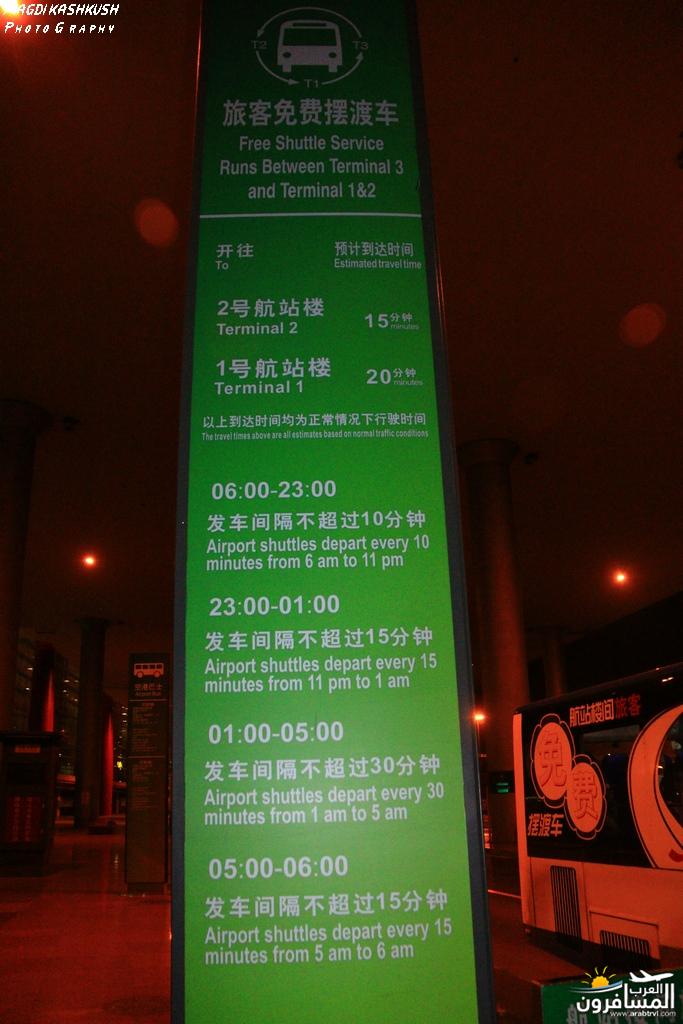 MAGDI KASHKUSH
PHOTOGRAPHY
T2 T3
T1
旅客免费摆渡车
Free Shuttle Service
Runs Between Terminal 3
and Terminal 1&2
开往 预计到达时间
To Estimated travel time
2号航站楼 15分钟
Terminal 2 minutes
1号航站楼 20分钟
Terminal 1 minutes
以上到达时间均为正常情况下行驶时间
The travel times above are all estimates based on normal traffic conditions
06:00-23:00
发车间隔不超过10分钟
Airport shuttles depart every 10
minutes from 6 am to 11 pm
23:00-01:00
发车间隔不超过15分钟
Airport shuttles depart every 15
minutes from 11 pm to 1 am
01:00-05:00
发车间隔不超过30分钟
Airport shuttles depart every 30
minutes from 1 am to 5 am
05:00-06:00
发车间隔不超过15分钟
Airport shuttles depart every 15
minutes from 5 am to 6 am
空港巴士
Airport Bus
航站楼间旅客
免费
摆渡车
العرب
المسافرون
www.arabtrvl.com